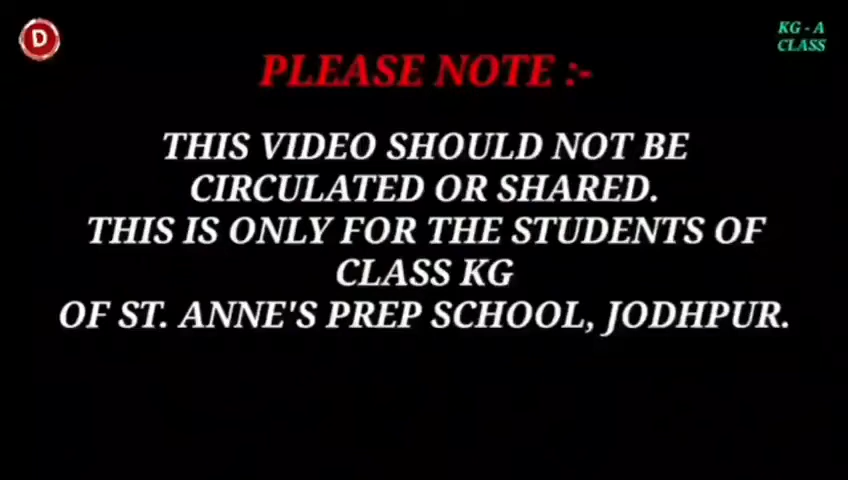 D
KG - A
CLASS
PLEASE NOTE :-
THIS VIDEO SHOULD NOT BE
CIRCULATED OR SHARED.
THIS IS ONLY FOR THE STUDENTS OF
CLASS KG
OF ST. ANNE'S PREP SCHOOL, JODHPUR.